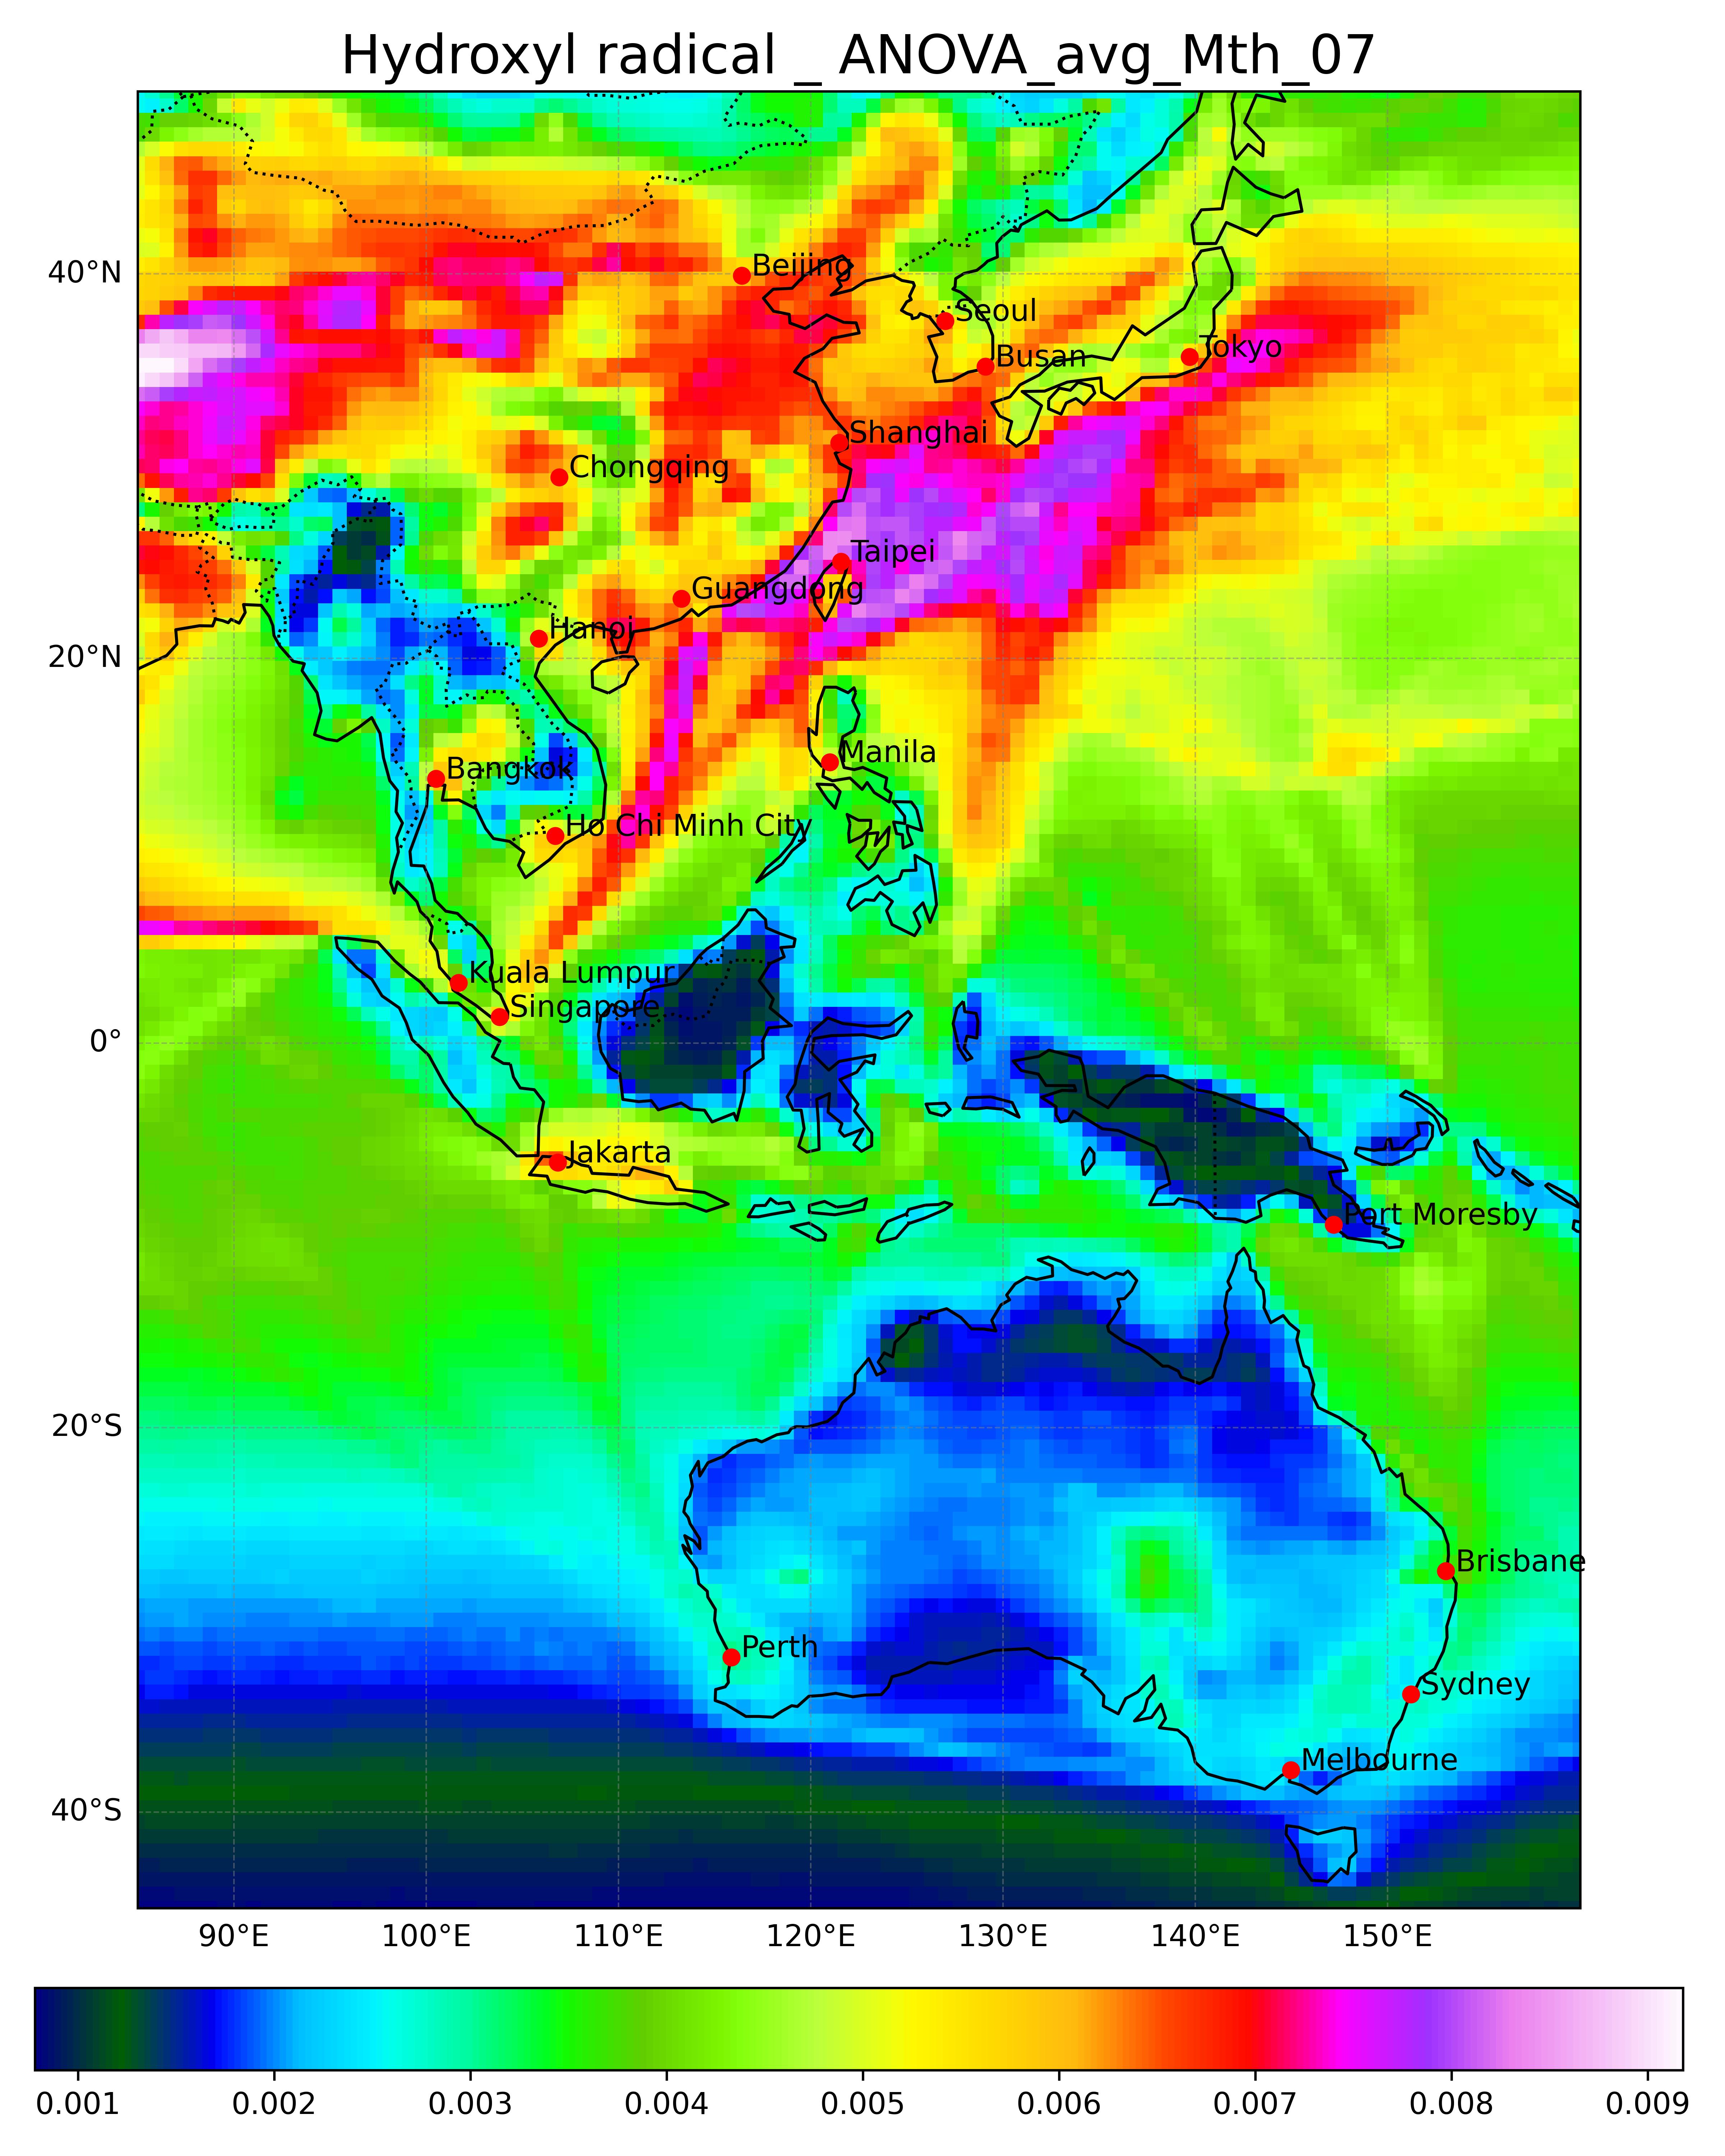 Hydroxyl radical _ ANOVA_avg_Mth_07
40°N
20°N
0°
20°S
40°S
Beijing
Seoul
Busan
Tokyo
Shanghai
Chongqing
Taipei
Guangdong
Hanoi
Manila
Bangkok
Ho Chi Minh City
Kuala Lumpur
Singapore
Jakarta
Port Moresby
Brisbane
Perth
Sydney
Melbourne
90°E 100°E 110°E 120°E 130°E 140°E 150°E
0.001 0.002 0.003 0.004 0.005 0.006 0.007 0.008 0.009